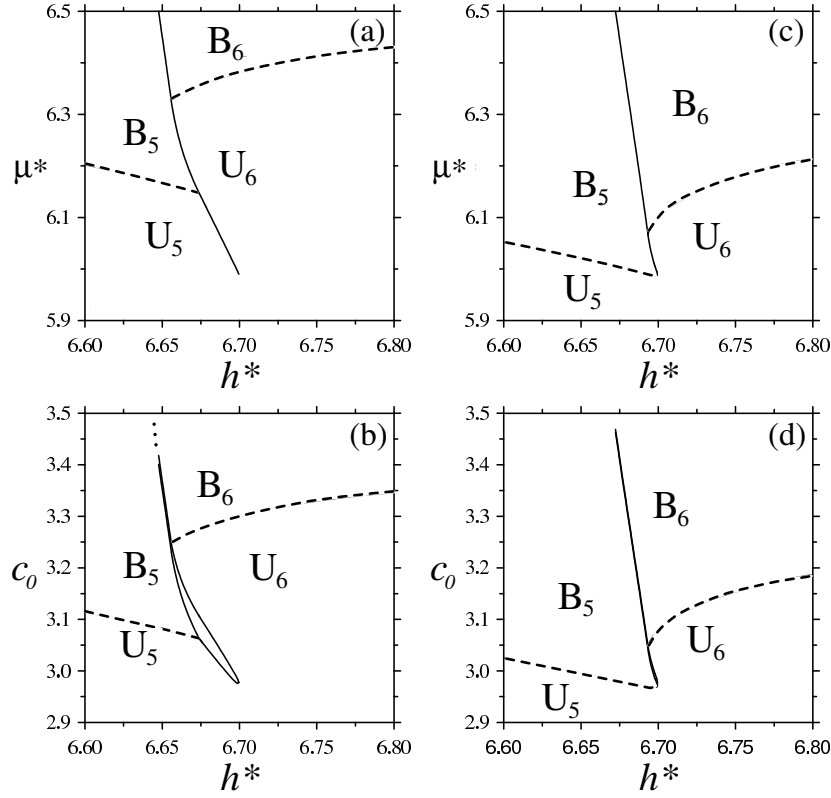 6.5
(a)
B₆
6.3
B₅
μ*
U₆
6.1
U₅
5.9
6.60 6.65 6.70 6.75 6.80
h*
6.5
(c)
B₆
6.3
μ*
B₅
6.1
U₆
U₅
5.9
6.60 6.65 6.70 6.75 6.80
h*
3.5
(b)
3.4
B₆
3.3
c₀
B₅
U₆
3.2
3.1
U₅
3.0
2.9
6.60 6.65 6.70 6.75 6.80
h*
3.5
(d)
3.4
B₆
3.3
c₀
3.2
B₅
3.1
U₆
3.0
U₅
2.9
6.60 6.65 6.70 6.75 6.80
h*